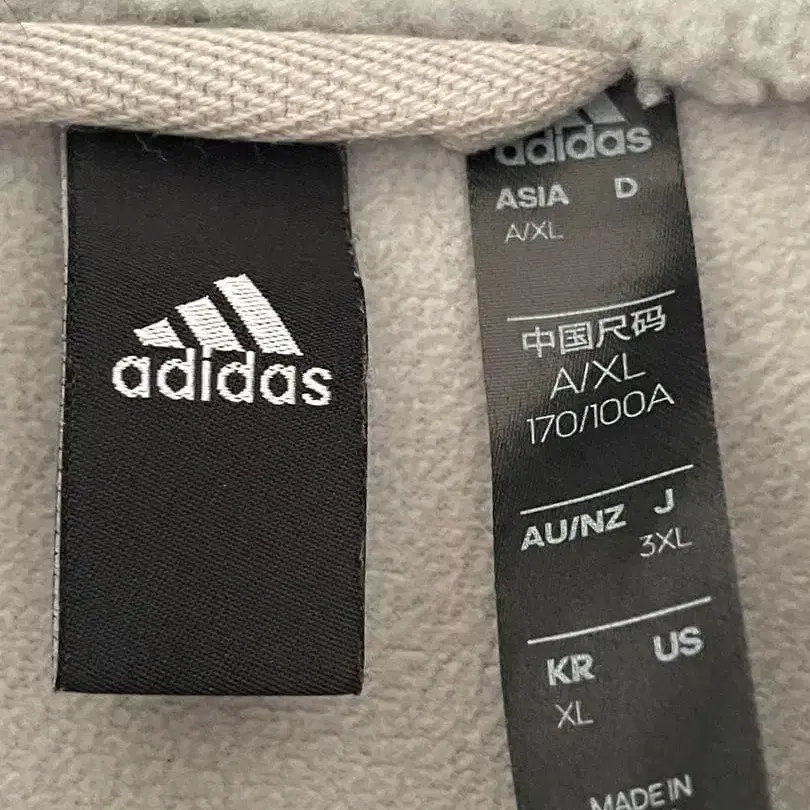 adidas
adidas
ASIA D
A/XL
中国尺码
A/XL
170/100A
AU/NZ J
3XL
KR US
XL
MADE IN